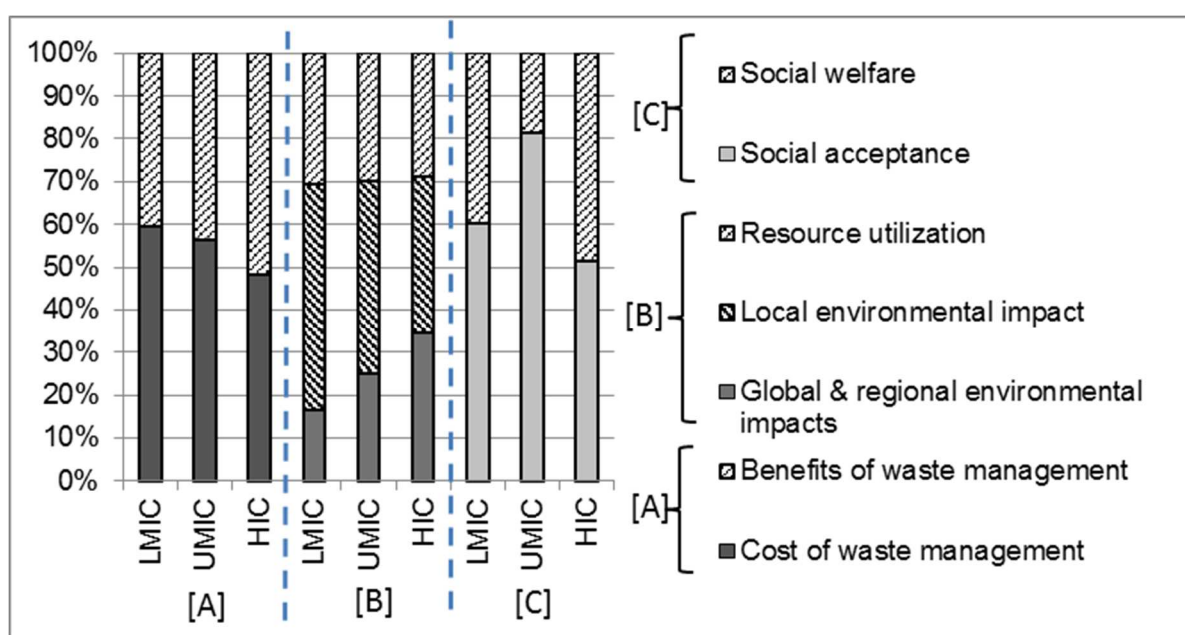 100%
90%
80%
70%
60%
50%
40%
30%
20%
10%
0%
LMIC
UMIC
HIC
LMIC
UMIC
HIC
LMIC
UMIC
HIC
[A]
[B]
[C]
[C]
Social welfare
Social acceptance
[B]
Resource utilization
Local environmental impact
Global & regional environmental
impacts
[A]
Benefits of waste management
Cost of waste management